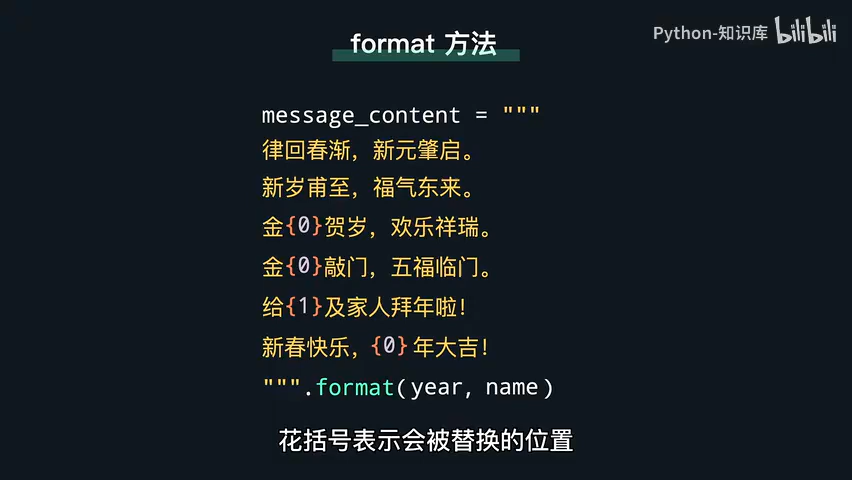 format 方法
Python-知识库 bilibili
message_content = """
律回春渐，新元肇启。
新岁甫至，福气东来。
金{0}贺岁，欢乐祥瑞。
金{0}敲门，五福临门。
给{1}及家人拜年啦！
新春快乐，{0}年大吉！
""".format(year, name)
花括号表示会被替换的位置